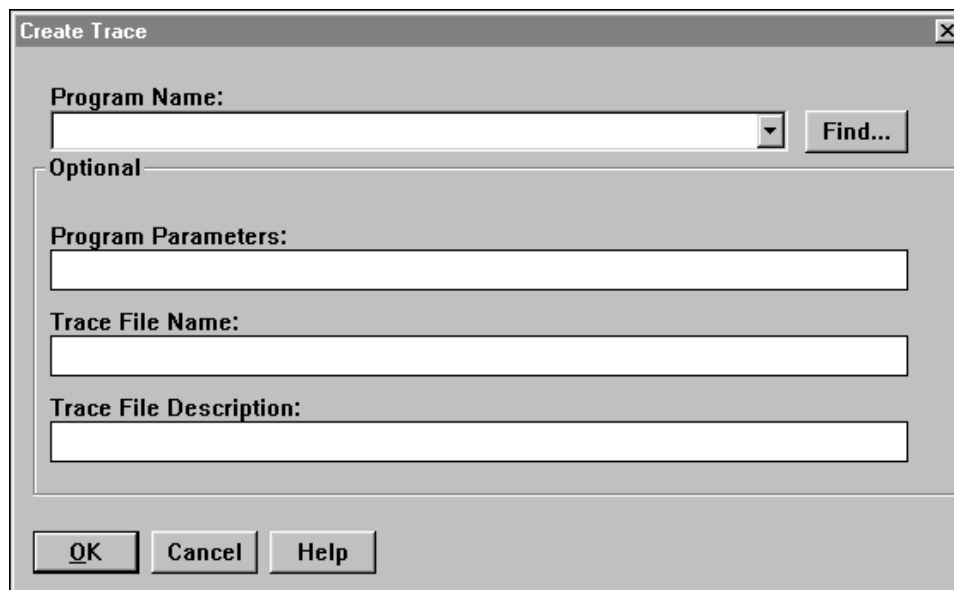 Create Trace
Program Name:
Find...
Optional
Program Parameters:
Trace File Name:
Trace File Description:
OK Cancel Help